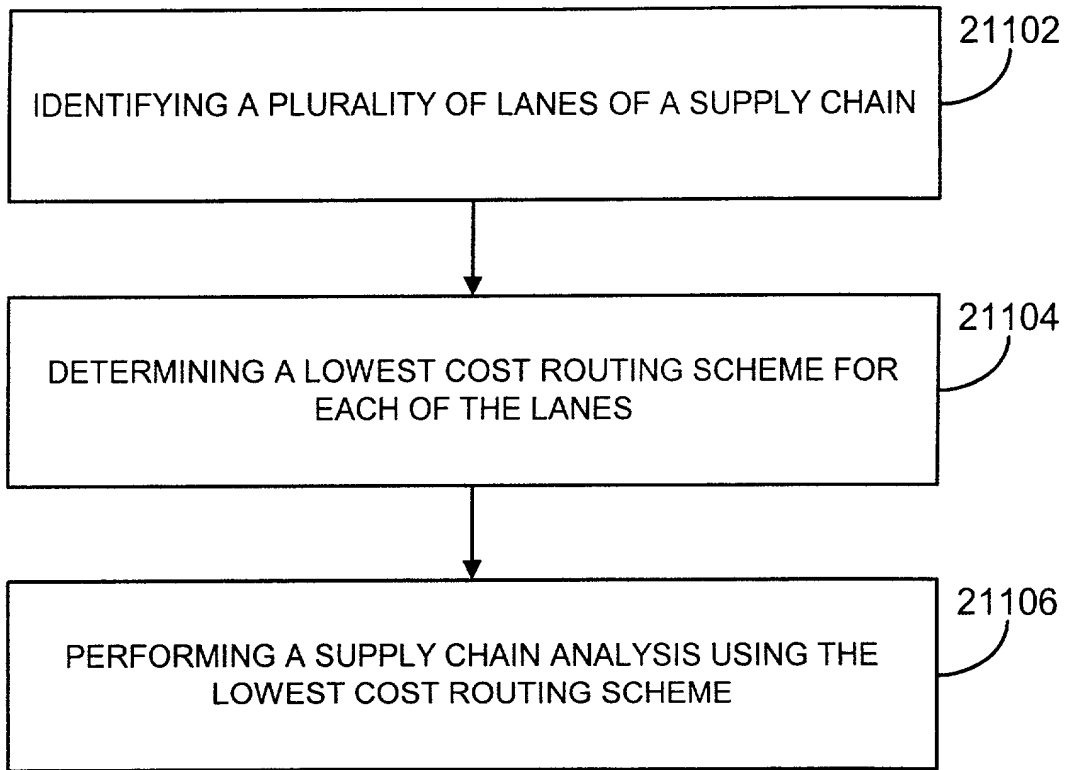 21102
IDENTIFYING A PLURALITY OF LANES OF A SUPPLY CHAIN
21104
DETERMINING A LOWEST COST ROUTING SCHEME FOR
EACH OF THE LANES
21106
PERFORMING A SUPPLY CHAIN ANALYSIS USING THE
LOWEST COST ROUTING SCHEME